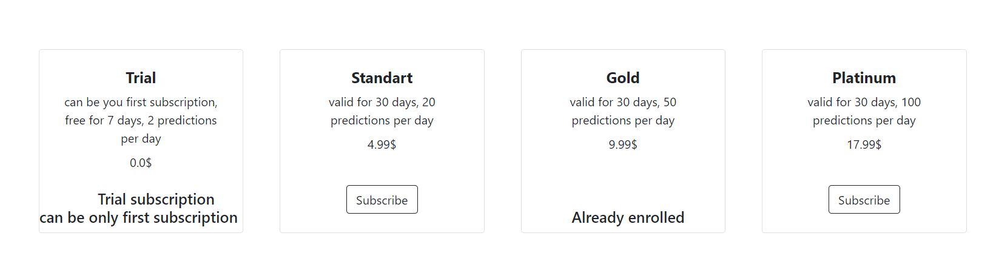 Trial
can be you first subscription,
free for 7 days, 2 predictions
per day
0.0$
Trial subscription
can be only first subscription
Standart
valid for 30 days, 20
predictions per day
4.99$
Subscribe
Gold
valid for 30 days, 50
predictions per day
9.99$
Already enrolled
Platinum
valid for 30 days, 100
predictions per day
17.99$
Subscribe